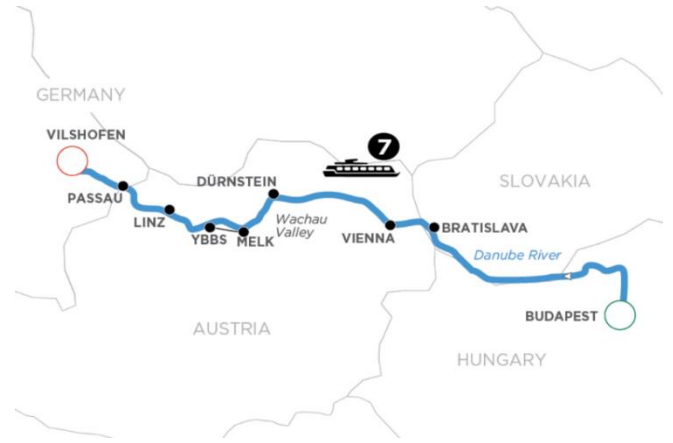 GERMANY
VILSHOFEN
PASSAU
LINZ
YBBS
MELK
DÜRNSTEIN
Wachau
Valley
7
VIENNA
BRATISLAVA
SLOVAKIA
Danube River
BUDAPEST
AUSTRIA
HUNGARY